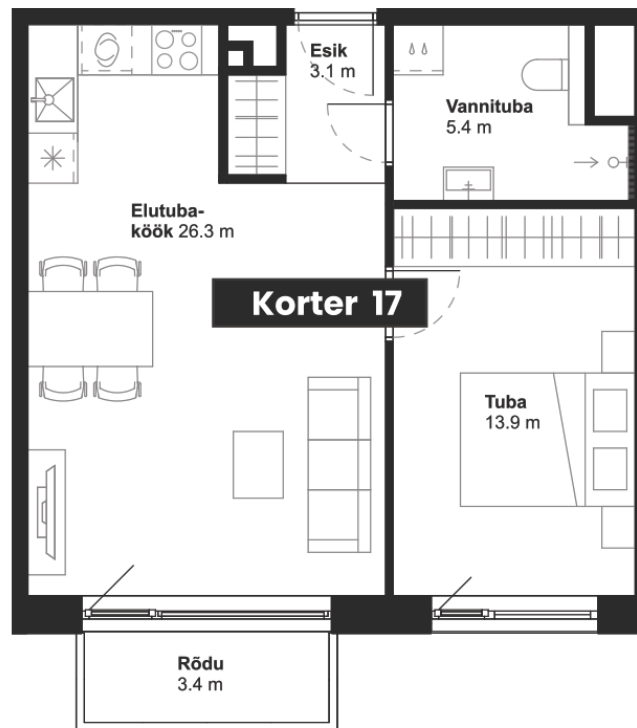 Esik
3.1 m
Vannituba
5.4 m
Elutuba-
köök 26.3 m
Korter 17
Tuba
13.9 m
Rõdu
3.4 m